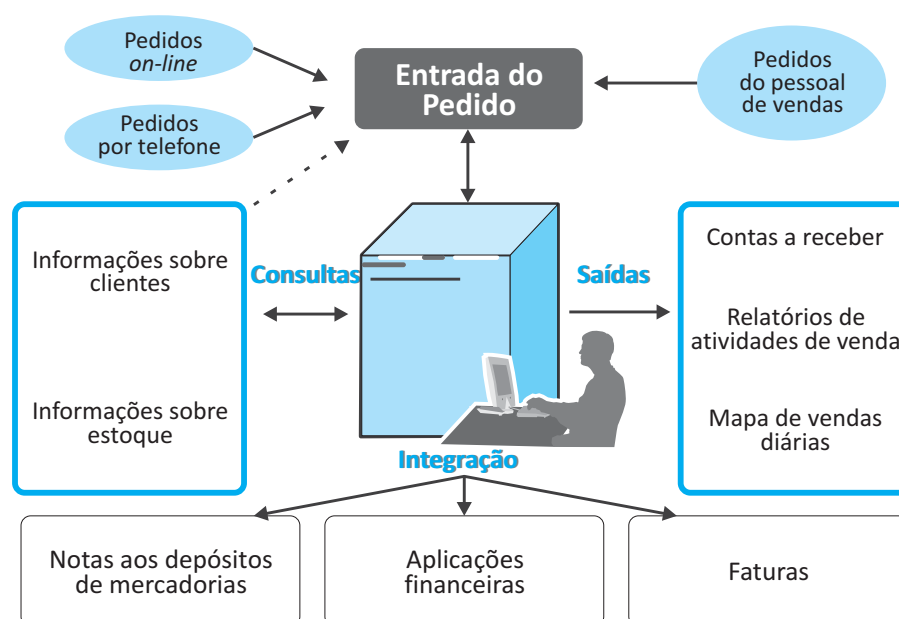 Pedidos
on-line
Entrada do
Pedido
Pedidos
do pessoal
de vendas
Pedidos
por telefone
Informações sobre
clientes
Informações sobre
estoque
Consultas
Saídas
Contas a receber
Relatórios de
atividades de venda
Mapa de vendas
diárias
Integração
Notas aos depósitos
de mercadorias
Aplicações
financeiras
Faturas